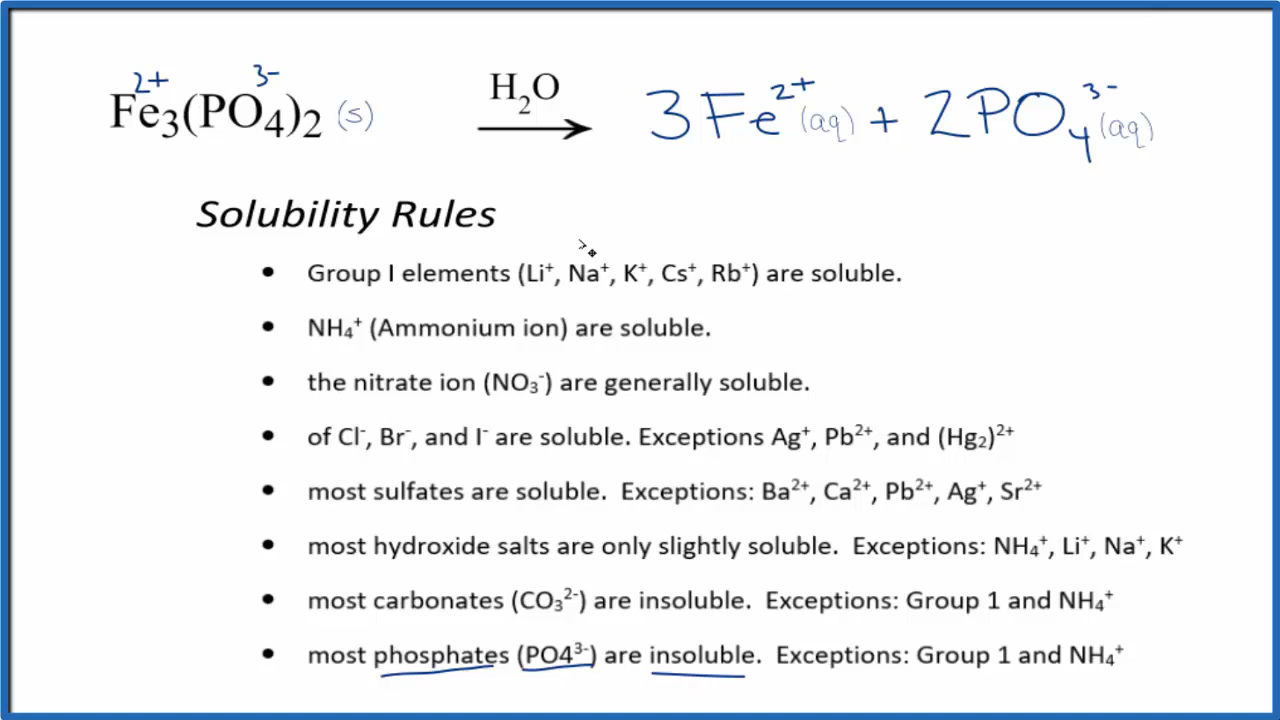 Fe₃²⁺(PO₄)₂³⁻ (s) H₂O 3Fe²⁺(aq) + 2PO₄³⁻(aq)
Solubility Rules
• Group I elements (Li⁺, Na⁺, K⁺, Cs⁺, Rb⁺) are soluble.
• NH₄⁺ (Ammonium ion) are soluble.
• the nitrate ion (NO₃⁻) are generally soluble.
• of Cl⁻, Br⁻, and I⁻ are soluble. Exceptions Ag⁺, Pb²⁺, and (Hg₂)²⁺
• most sulfates are soluble. Exceptions: Ba²⁺, Ca²⁺, Pb²⁺, Ag⁺, Sr²⁺
• most hydroxide salts are only slightly soluble. Exceptions: NH₄⁺, Li⁺, Na⁺, K⁺
• most carbonates (CO₃²⁻) are insoluble. Exceptions: Group 1 and NH₄⁺
• most phosphates (PO4³⁻) are insoluble. Exceptions: Group 1 and NH₄⁺